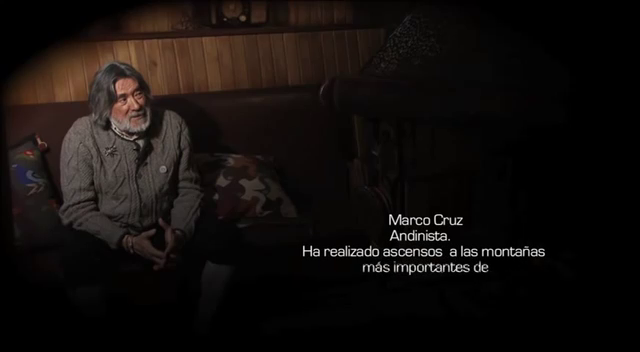 Marco Cruz
Andinista.
Ha realizado ascensos  a las montañas
más importantes de